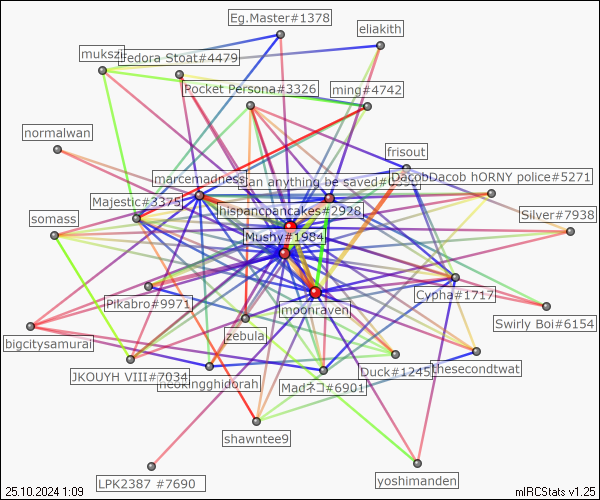 Eg.Master#1378
eliakith
muksz
Fedora Stoat#4479
Pocket Persona#3326
ming#4742
normalwan
frisout
marcemadness
an anything be saved
DacobDacob hORNY police#5271
Majestic#3375
hispancpancakes#2928
somass
Silver#7938
Mushy#1984
Pikabro#9971
moonraven
Cypha#1717
Swirly Boi#6154
zebula
bigcitysamurai
JKOUYH VIII#7034
neokingghidorah
Madネコ#6901
Duck#1245
thesecondtwat
shawntee9
LPK2387 #7690
yoshimanden
25.10.2024 1:09
mIRCStats v1.25